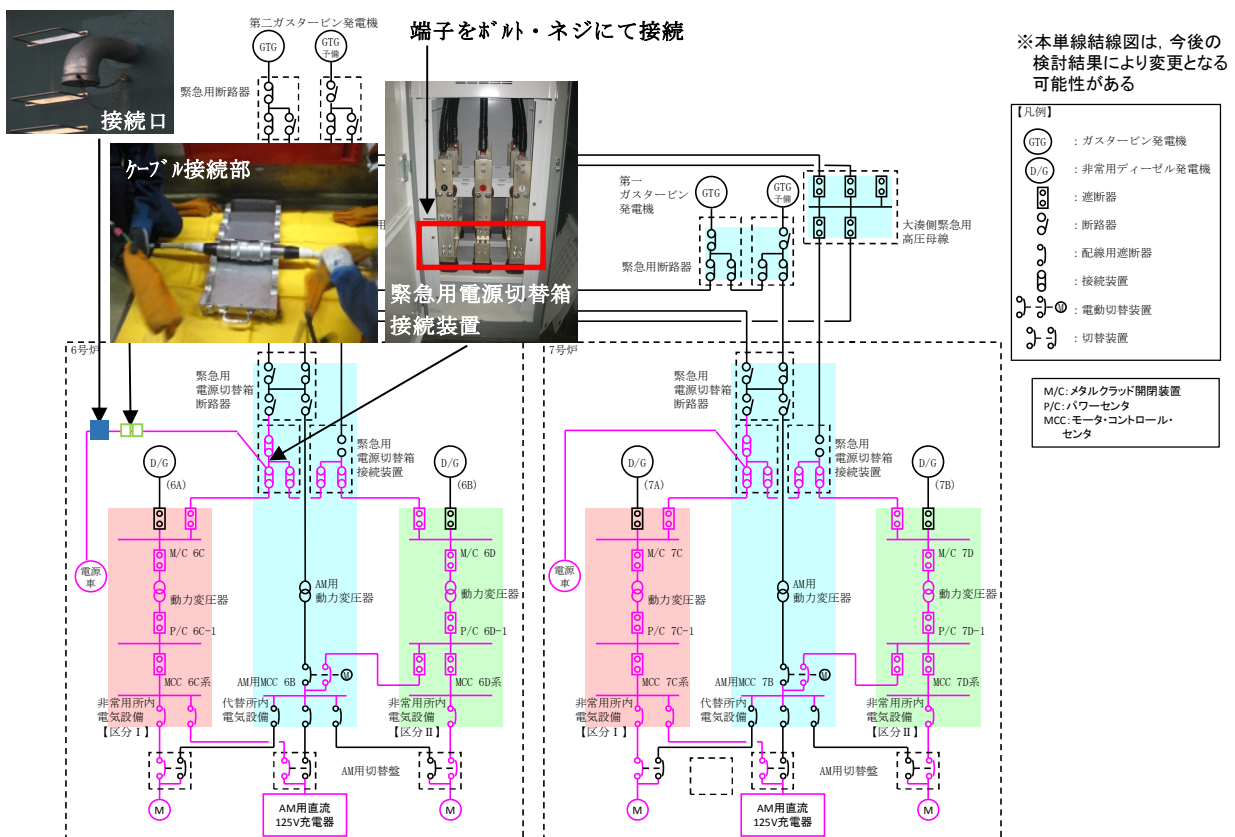 第二ガスタービン発電機
GTG
GTG
予備
緊急用断路器
接続口
ケーブル接続部
端子をボルト・ネジにて接続
緊急用電源切替箱
接続装置
用
第一
ガスタービン
発電機
GTG
GTG
予備
緊急用断路器
大湊側緊急用
高圧母線
※本単線結線図は，今後の
検討結果により変更となる
可能性がある
【凡例】
GTG
：ガスタービン発電機
D/G
：非常用ディーゼル発電機
：遮断器
：断路器
：配線用遮断器
：接続装置
M
：電動切替装置
：切替装置
M/C：メタルクラッド開閉装置
P/C：パワーセンタ
MCC：モータ・コントロール・
センタ
6号炉
緊急用
電源切替箱
断路器
緊急用
電源切替箱
接続装置
D/G
(6A)
D/G
(6B)
電源
車
M/C 6C
動力変圧器
P/C 6C-1
MCC 6C系
AM用
動力変圧器
M/C 6D
動力変圧器
P/C 6D-1
AM用MCC 6B
M
MCC 6D系
非常用所内
電気設備
【区分Ⅰ】
代替所内
電気設備
非常用所内
電気設備
【区分Ⅱ】
AM用切替盤
M
AM用直流
125V充電器
M
7号炉
緊急用
電源切替箱
断路器
緊急用
電源切替箱
接続装置
D/G
(7A)
D/G
(7B)
電源
車
M/C 7C
動力変圧器
P/C 7C-1
MCC 7C系
AM用
動力変圧器
M/C 7D
動力変圧器
P/C 7D-1
AM用MCC 7B
M
MCC 7D系
非常用所内
電気設備
【区分Ⅰ】
代替所内
電気設備
非常用所内
電気設備
【区分Ⅱ】
AM用切替盤
M
AM用直流
125V充電器
M